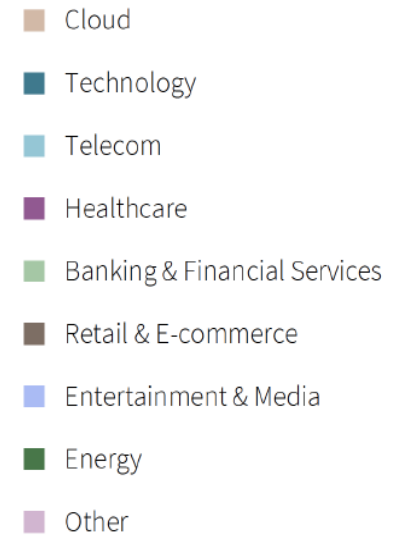 Cloud
Technology
Telecom
Healthcare
Banking & Financial Services
Retail & E-commerce
Entertainment & Media
Energy
Other